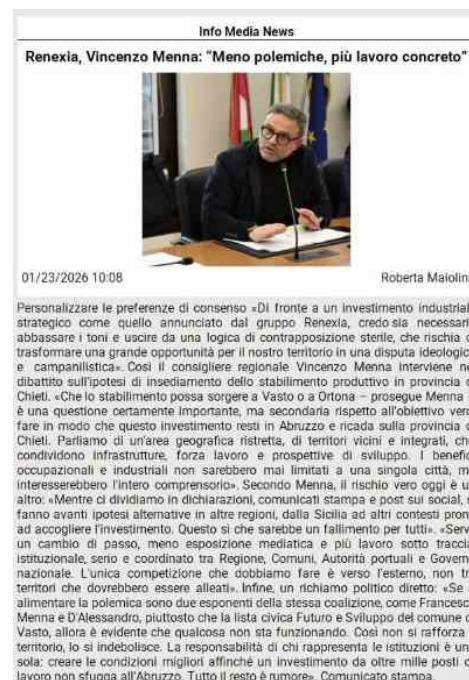 Info Media News
Renexia, Vincenzo Menna: “Meno polemiche, più lavoro concreto”
01/23/2026 10:08
Roberta Maiolin
Personalizzare le preferenze di consenso «Di fronte a un investimento industrial
strategico come quello annunciato dal gruppo Renexia, credo sia necessari
abbassare i toni e uscire da una logica di contrapposizione sterile, che rischia d
trasformare una grande opportunità per il nostro territorio in una disputa ideologic
e campanilistica». Così il consigliere regionale Vincenzo Menna interviene ne
dibattito sull'ipotesi di insediamento dello stabilimento produttivo in provincia d
Chieti. «Che lo stabilimento possa sorgere a Vasto o a Ortona – prosegue Menna
è una questione certamente importante, ma secondaria rispetto all'obiettivo vero
fare in modo che questo investimento resti in Abruzzo e ricada sulla provincia d
Chieti. Parliamo di un'area geografica ristretta, di territori vicini e integrati, ch
condividono infrastrutture, forza lavoro e prospettive di sviluppo. I benefic
occupazionali e industriali non sarebbero mai limitati a una singola città, m
interesserebbero l'intero comprensorio». Secondo Menna, il rischio vero oggi è u
altro: «Mentre ci dividiamo in dichiarazioni, comunicati stampa e post sui social, s
fanno avanti ipotesi alternative in altre regioni, dalla Sicilia ad altri contesti pron
ad accogliere l'investimento. Questo sì che sarebbe un fallimento per tutti». «Serv
un cambio di passo, meno esposizione mediatica e più lavoro sotto traccia
istituzionale, serio e coordinato tra Regione, Comuni, Autorità portuali e Govern
nazionale. L'unica competizione che dobbiamo fare è verso l'esterno, non tr
territori che dovrebbero essere alleati». Infine, un richiamo politico diretto: «Se a
alimentare la polemica sono due esponenti della stessa coalizione, come Francesc
Menna e D'Alessandro, piuttosto che la lista civica Futuro e Sviluppo del comune d
Vasto, allora è evidente che qualcosa non sta funzionando. Così non si rafforza i
territorio, lo si indebolisce. La responsabilità di chi rappresenta le istituzioni è un
sola: creare le condizioni migliori affinché un investimento da oltre mille posti d
lavoro non sfugga all'Abruzzo. Tutto il resto è rumore». Comunicato stampa.